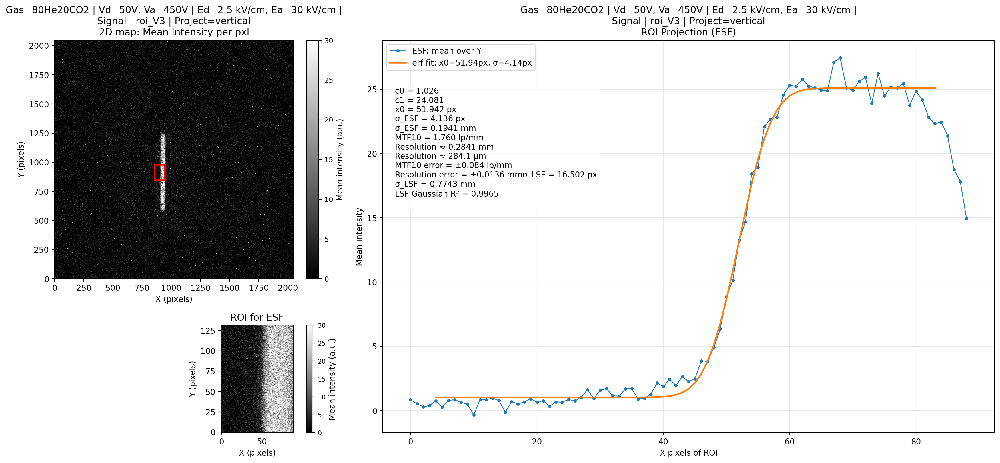 Gas=80He20CO2 | Vd=50V, Va=450V | Ed=2.5 kV/cm, Ea=30 kV/cm |
Signal | roi_V3 | Project=vertical
2D map: Mean Intensity per pxl
2000
1750
1500
1250
1000
750
500
250
0
Y (pixels)
0 250 500 750 1000 1250 1500 1750 2000
X (pixels)
30
25
20
15
10
5
0
Mean intensity (a.u.)
ROI for ESF
125
100
75
50
25
0
Y (pixels)
0 50
X (pixels)
30
25
20
15
10
5
0
Mean intensity (a.u.)
Gas=80He20CO2 | Vd=50V, Va=450V | Ed=2.5 kV/cm, Ea=30 kV/cm |
Signal | roi_V3 | Project=vertical
ROI Projection (ESF)
ESF: mean over Y
erf fit: x0=51.94px, σ=4.14px
c0 = 1.026
c1 = 24.081
x0 = 51.942 px
σ_ESF = 4.136 px
σ_ESF = 0.1941 mm
MTF10 = 1.760 lp/mm
Resolution ≈ 0.2841 mm
Resolution ≈ 284.1 μm
MTF10 error = ±0.084 lp/mm
Resolution error = ±0.0136 mmσ_LSF = 16.502 px
σ_LSF = 0.7743 mm
LSF Gaussian R² = 0.9965
25
20
15
10
5
0
Mean intensity
0 20 40 60 80
X pixels of ROI